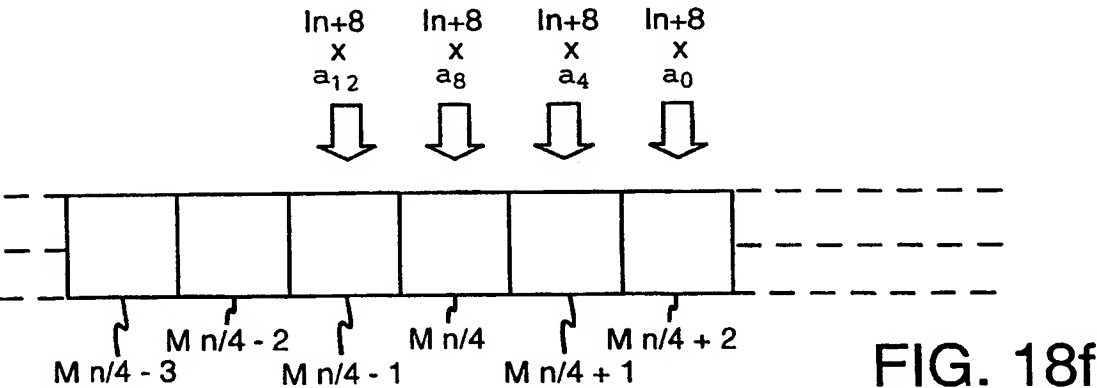 In+8 In+8 In+8 In+8
x x x x
a12 a8 a4 a0
M n/4 - 2 M n/4 M n/4 + 2
M n/4 - 3 M n/4 - 1 M n/4 + 1
FIG. 18f